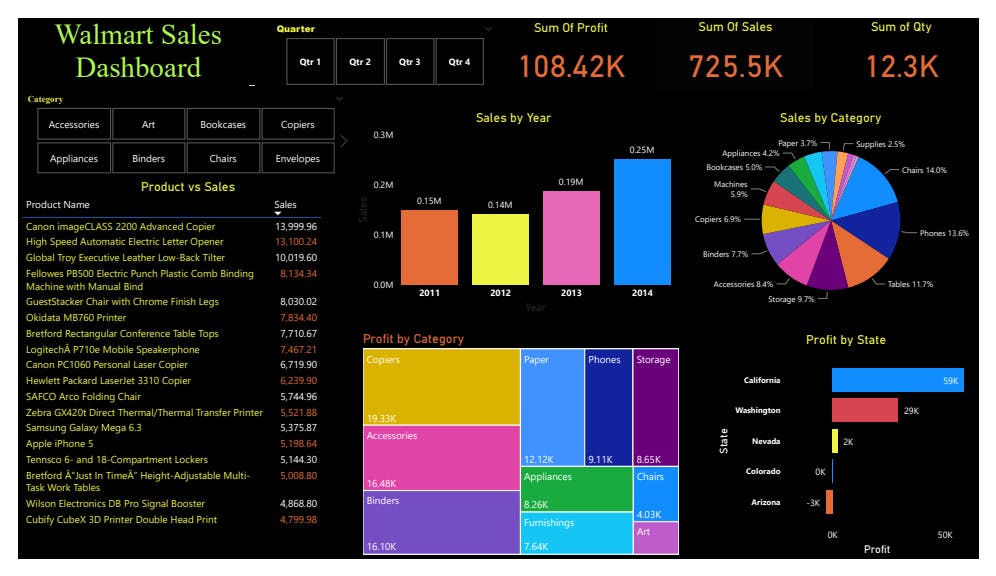 Walmart Sales
Dashboard
Quarter
Qtr 1
Qtr 2
Qtr 3
Qtr 4
Sum Of Profit
108.42K
Sum Of Sales
725.5K
Sum of Qty
12.3K
Category
Accessories
Art
Bookcases
Copiers
Appliances
Binders
Chairs
Envelopes
Product vs Sales
Product Name Sales
Canon imageCLASS 2200 Advanced Copier 13,999.96
High Speed Automatic Electric Letter Opener 13,100.24
Global Troy Executive Leather Low-Back Tilter 10,019.60
Fellowes PB500 Electric Punch Plastic Comb Binding 8,134.34
Machine with Manual Bind
GuestStacker Chair with Chrome Finish Legs 8,030.02
Okidata MB760 Printer 7,834.40
Bretford Rectangular Conference Table Tops 7,710.67
LogitechÂ P710e Mobile Speakerphone 7,467.21
Canon PC1060 Personal Laser Copier 6,719.90
Hewlett Packard LaserJet 3310 Copier 6,239.90
SAFCO Arco Folding Chair 5,744.96
Zebra GX420t Direct Thermal/Thermal Transfer Printer 5,521.88
Samsung Galaxy Mega 6.3 5,375.87
Apple iPhone 5 5,198.64
Tennsco 6- and 18-Compartment Lockers 5,144.30
Bretford Â“Just In TimeÂ” Height-Adjustable Multi- 5,008.80
Task Work Tables
Wilson Electronics DB Pro Signal Booster 4,868.80
Cubify CubeX 3D Printer Double Head Print 4,799.98
Sales by Year
Sales
0.3M
0.2M
0.1M
0.0M
0.15M
0.14M
0.19M
0.25M
2011
2012
2013
2014
Year
Sales by Category
Paper 3.7%
Supplies 2.5%
Appliances 4.2%
Chairs 14.0%
Bookcases 5.0%
Machines
5.9%
Copiers 6.9%
Phones 13.6%
Binders 7.7%
Accessories 8.4%
Tables 11.7%
Storage 9.7%
Profit by Category
Copiers
19.33K
Accessories
16.48K
Binders
16.10K
Paper
12.12K
Phones
9.11K
Storage
8.65K
Appliances
8.26K
Furnishings
7.64K
Chairs
4.03K
Art
Profit by State
State
California 59K
Washington 29K
Nevada 2K
Colorado 0K
Arizona -3K
0K
50K
Profit